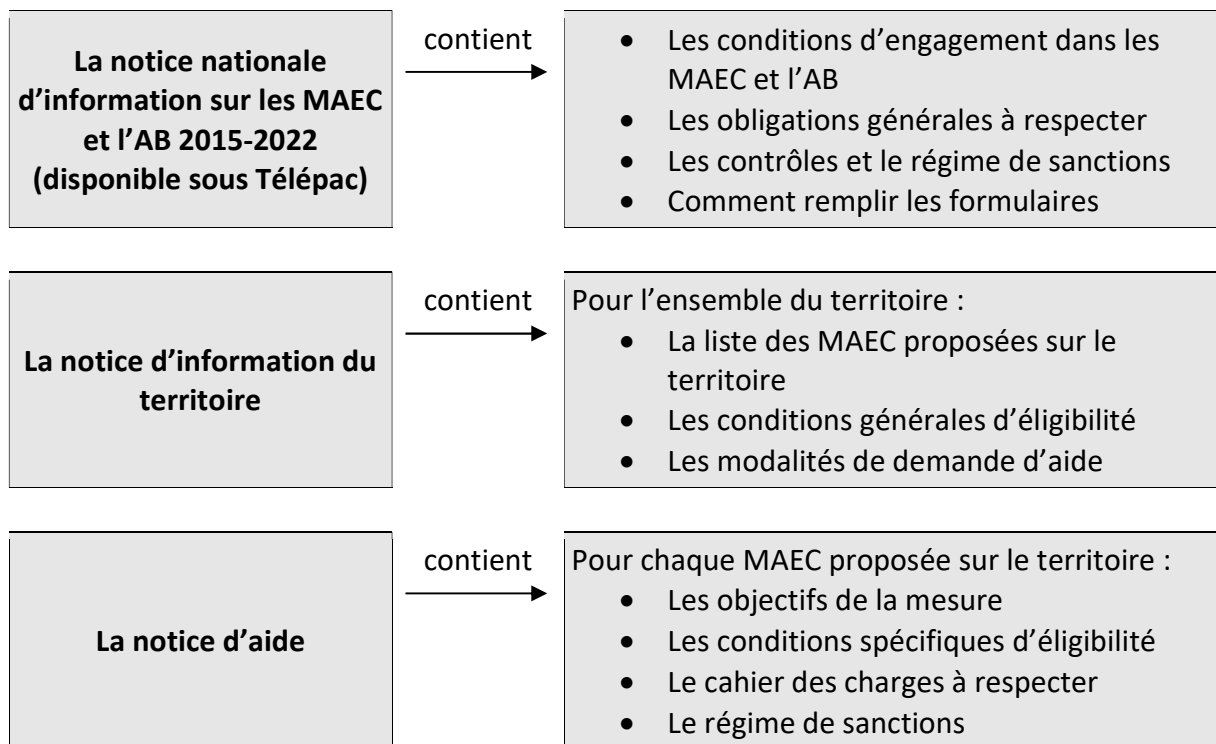 La notice nationale
d’information sur les MAEC
et l’AB 2015-2022
(disponible sous Télépac)
contient
• Les conditions d’engagement dans les
MAEC et l’AB
• Les obligations générales à respecter
• Les contrôles et le régime de sanctions
• Comment remplir les formulaires
La notice d’information du
territoire
contient
Pour l’ensemble du territoire :
• La liste des MAEC proposées sur le
territoire
• Les conditions générales d’éligibilité
• Les modalités de demande d’aide
La notice d’aide
contient
Pour chaque MAEC proposée sur le territoire :
• Les objectifs de la mesure
• Les conditions spécifiques d’éligibilité
• Le cahier des charges à respecter
• Le régime de sanctions